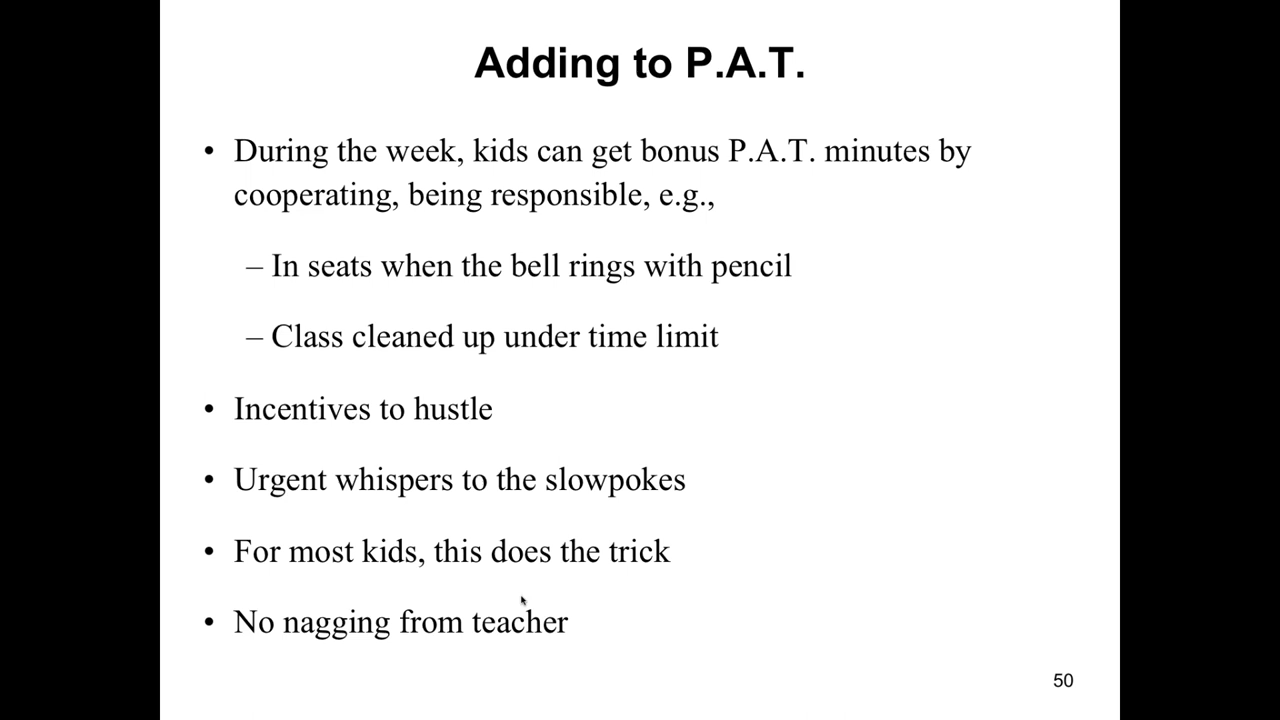 Adding to P.A.T.
• During the week, kids can get bonus P.A.T. minutes by
cooperating, being responsible, e.g.,
– In seats when the bell rings with pencil
– Class cleaned up under time limit
• Incentives to hustle
• Urgent whispers to the slowpokes
• For most kids, this does the trick
• No nagging from teacher
50